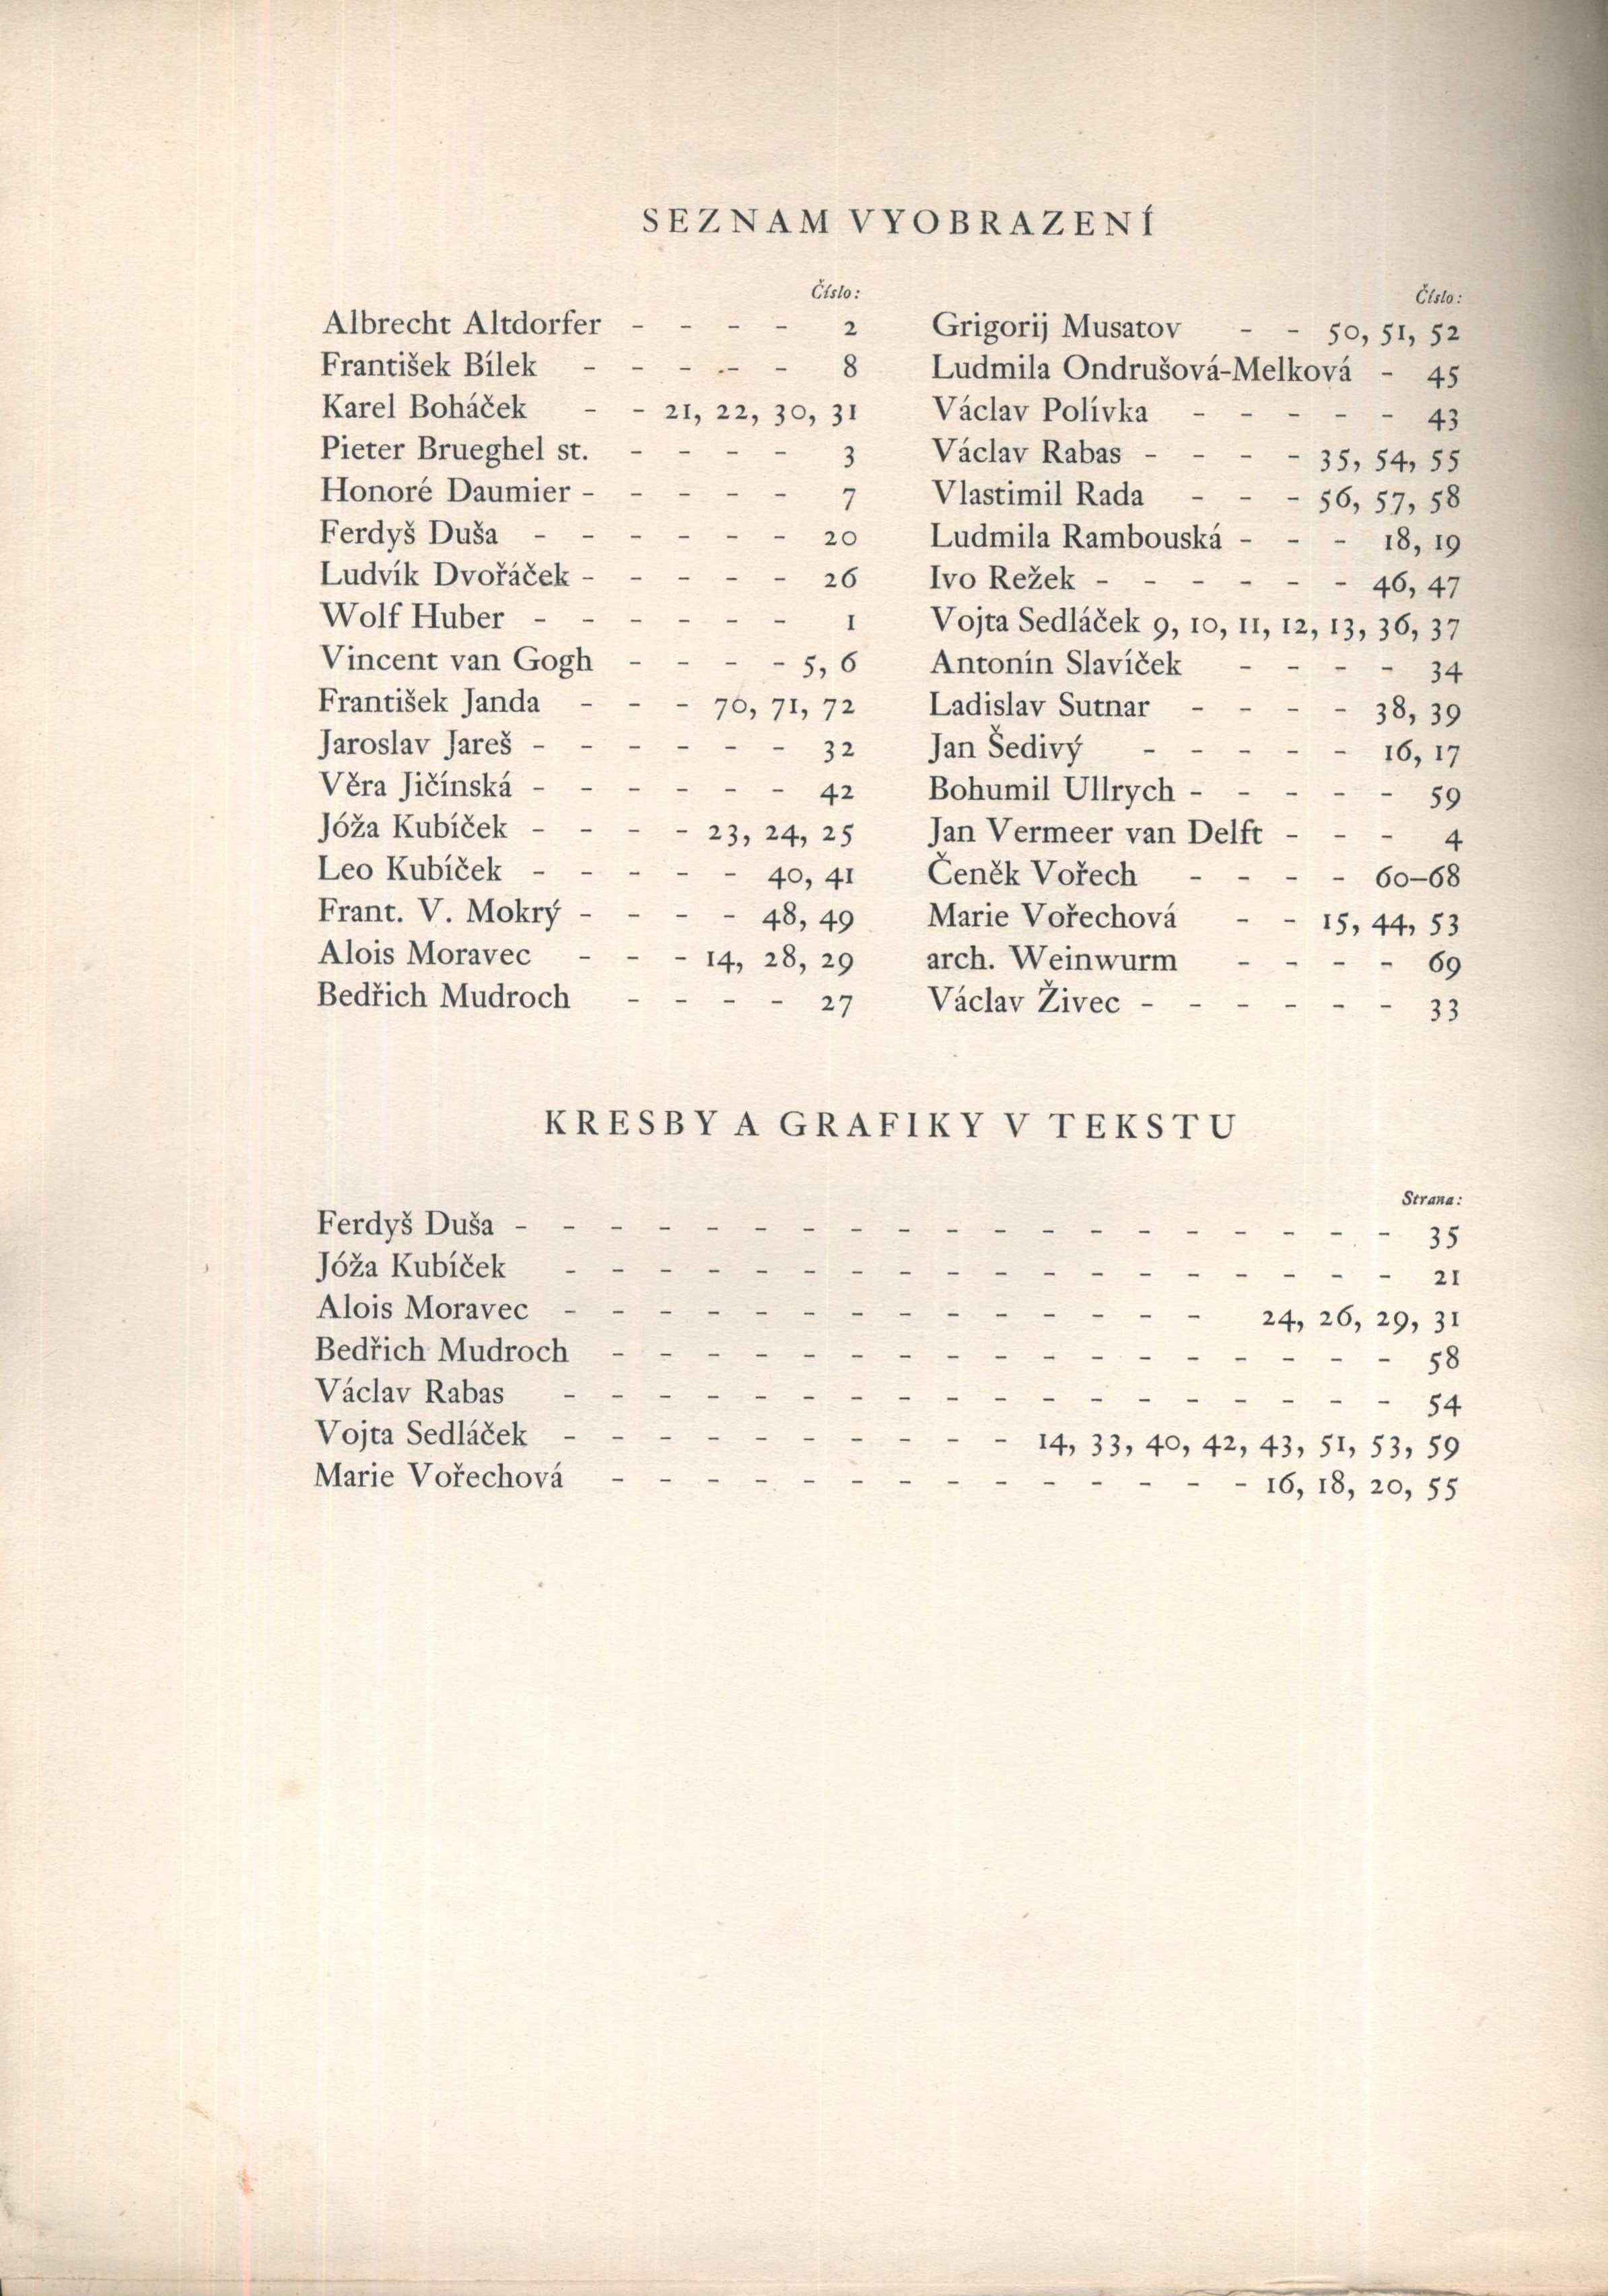 SEZNAM VYOBRAZENÍ
Číslo:
Albrecht Altdorfer - - - - 2
František Bílek - - - - - 8
Karel Boháček - - 21, 22, 30, 31
Pieter Brueghel st. - - - - 3
Honoré Daumier - - - - - 7
Ferdyš Duša - - - - - - 20
Ludvík Dvořáček - - - - - 26
Wolf Huber - - - - - - 1
Vincent van Gogh - - - - 5, 6
František Janda - - - 70, 71, 72
Jaroslav Jareš - - - - - - 32
Věra Jičínská - - - - - - 42
Jóža Kubíček - - - - 23, 24, 25
Leo Kubíček - - - - - 40, 41
Frant. V. Mokrý - - - - 48, 49
Alois Moravec - - - 14, 28, 29
Bedřich Mudroch - - - - 27
Číslo:
Grigorij Musatov - - 50, 51, 52
Ludmila Ondrušová-Melková - 45
Václav Polívka - - - - - 43
Václav Rabas - - - - 35, 54, 55
Vlastimil Rada - - - 56, 57, 58
Ludmila Rambouská - - - 18, 19
Ivo Režek - - - - - - 46, 47
Vojta Sedláček 9, 10, 11, 12, 13, 36, 37
Antonín Slavíček - - - - 34
Ladislav Sutnar - - - - 38, 39
Jan Šedivý - - - - - 16, 17
Bohumil Ullrych - - - - - 59
Jan Vermeer van Delft - - - 4
Čeněk Vořech - - - - 60–68
Marie Vořechová - - 15, 44, 53
arch. Weinwurm - - - - 69
Václav Živec - - - - - - 33
KRESBY A GRAFIKY V TEKSTU
Strana:
Ferdyš Duša - - - - - - - - - - - - - - - - - - - 35
Jóža Kubíček - - - - - - - - - - - - - - - - - - 21
Alois Moravec - - - - - - - - - - - - - - 24, 26, 29, 31
Bedřich Mudroch - - - - - - - - - - - - - - - - - 58
Václav Rabas - - - - - - - - - - - - - - - - - - 54
Vojta Sedláček - - - - - - - - - - 14, 33, 40, 42, 43, 51, 53, 59
Marie Vořechová - - - - - - - - - - - - - - 16, 18, 20, 55